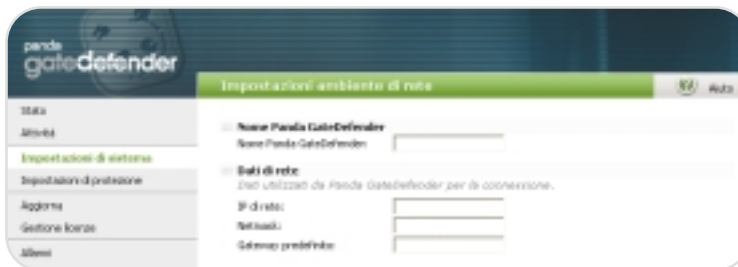 panda
gatedefender
Impostazioni ambiente di rete
Aiuto
Stato
Attività
Impostazioni di sistema
Impostazioni di protezione
Aggiorna
Gestione licenze
Allarmi
Nome Panda GateDefender
Nome Panda GateDefender:
Dati di rete
Dati utilizzati da Panda GateDefender per la connessione.
IP di rete:
Netmask:
Gateway predefinito: